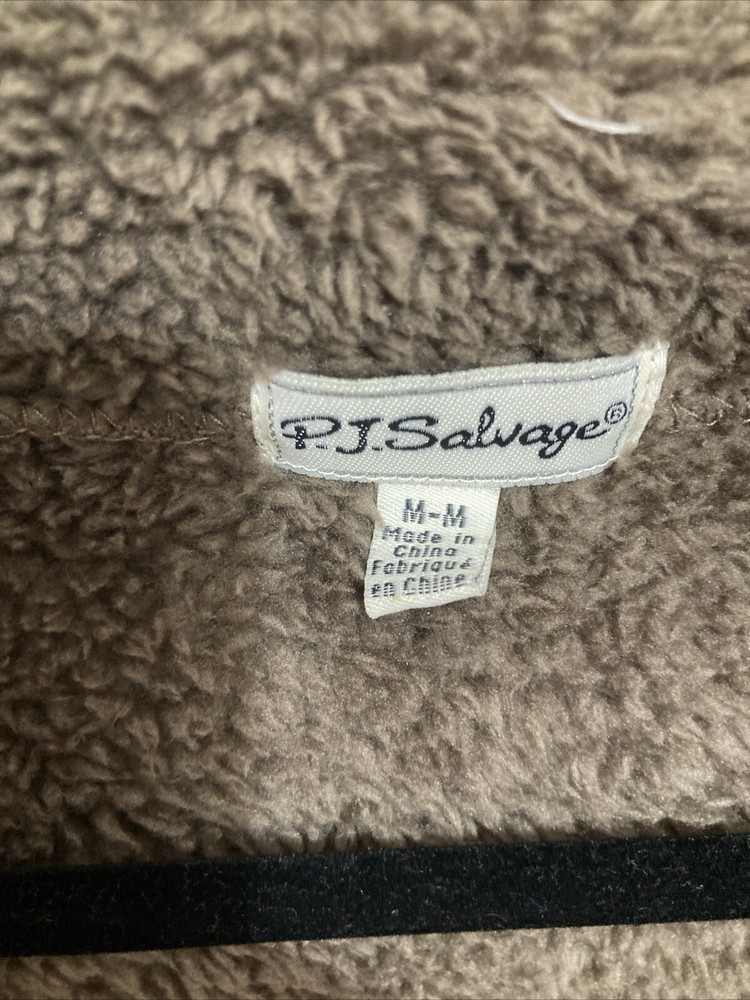 P.J.Salvage®
M-M
Made in
China
Fabriqué
en Chine